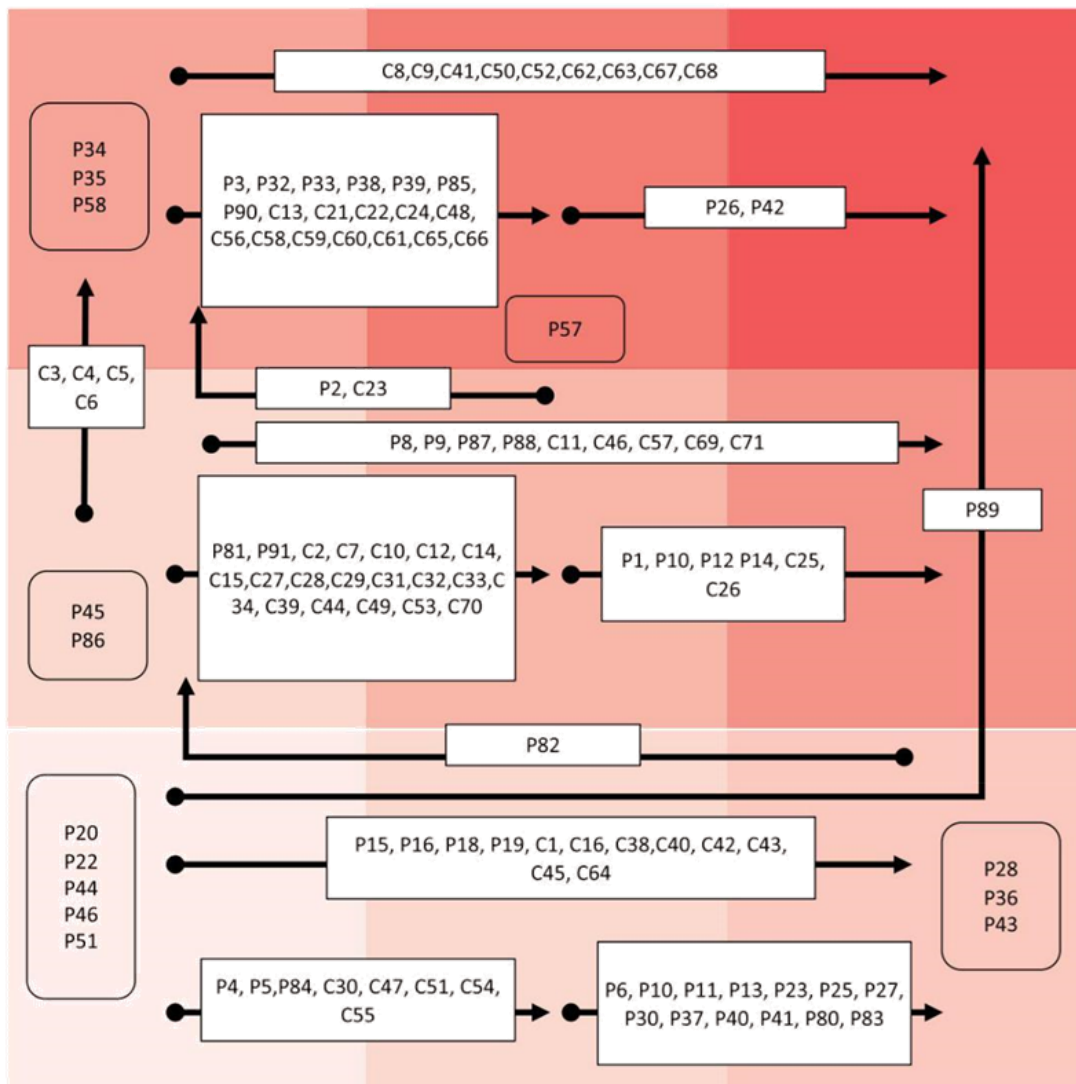 C8,C9,C41,C50,C52,C62,C63,C67,C68
P34
P35
P58
P3, P32, P33, P38, P39, P85,
P90, C13, C21,C22,C24,C48,
C56,C58,C59,C60,C61,C65,C66
P26, P42
P57
C3, C4, C5,
C6
P2, C23
P8, P9, P87, P88, C11, C46, C57, C69, C71
P89
P81, P91, C2, C7, C10, C12, C14,
C15,C27,C28,C29,C31,C32,C33,C
34, C39, C44, C49, C53, C70
P1, P10, P12 P14, C25,
C26
P45
P86
P82
P20
P22
P44
P46
P51
P15, P16, P18, P19, C1, C16, C38,C40, C42, C43,
C45, C64
P28
P36
P43
P4, P5,P84, C30, C47, C51, C54,
C55
P6, P10, P11, P13, P23, P25, P27,
P30, P37, P40, P41, P80, P83